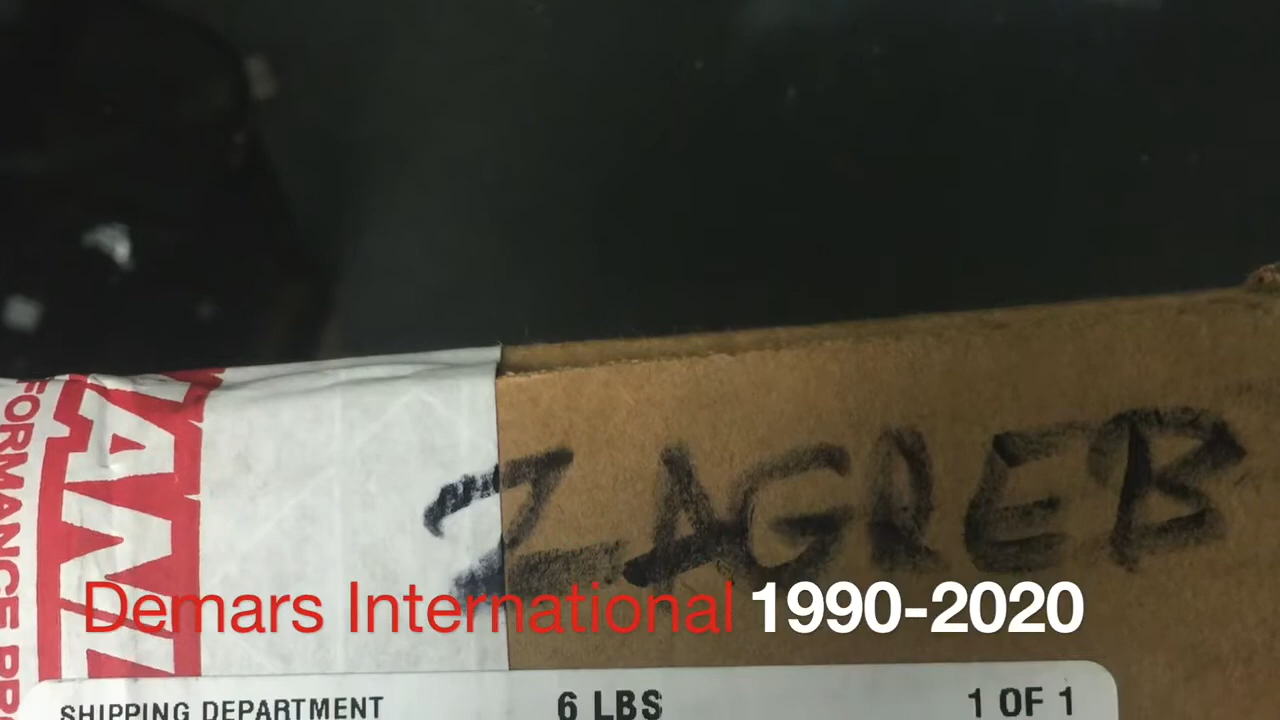 ZAGREB
Demars International 1990-2020
SHIPPING DEPARTMENT 6 LBS 1 OF 1